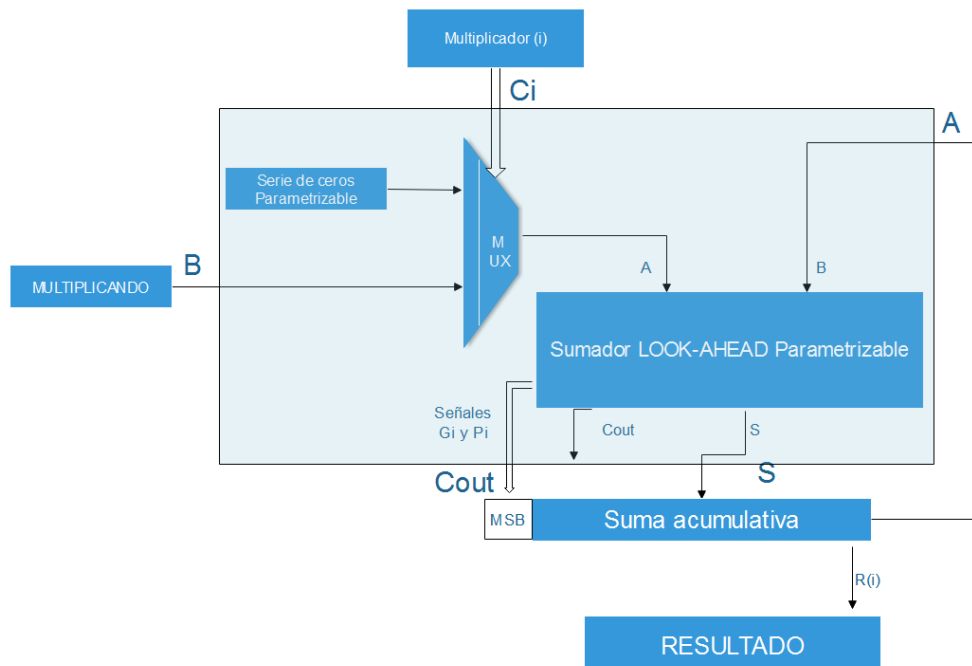 Multiplicador (i)
Ci
A
Serie de ceros
Parametrizable
M
UX
B
MULTIPLICANDO
A
B
Sumador LOOK-AHEAD Parametrizable
Señales
Gi y Pi
Cout
S
Cout
S
MSB
Suma acumulativa
R(i)
RESULTADO